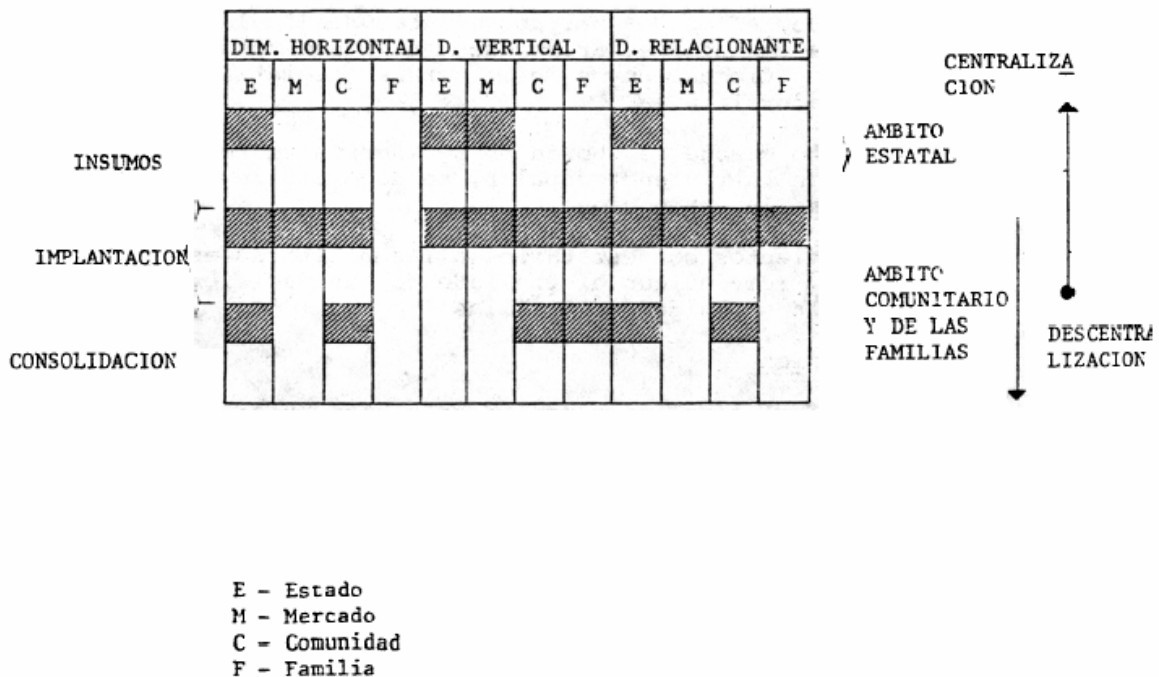 DIM. HORIZONTAL D. VERTICAL D. RELACIONANTE
E M C F E M C F E M C F
CENTRALIZA
CION
AMBITO
ESTATAL
INSUMOS
IMPLANTACION
AMBITO
COMUNITARIO
Y DE LAS
FAMILIAS
DESCENTRA
LIZACION
CONSOLIDACION
E - Estado
M - Mercado
C - Comunidad
F - Familia